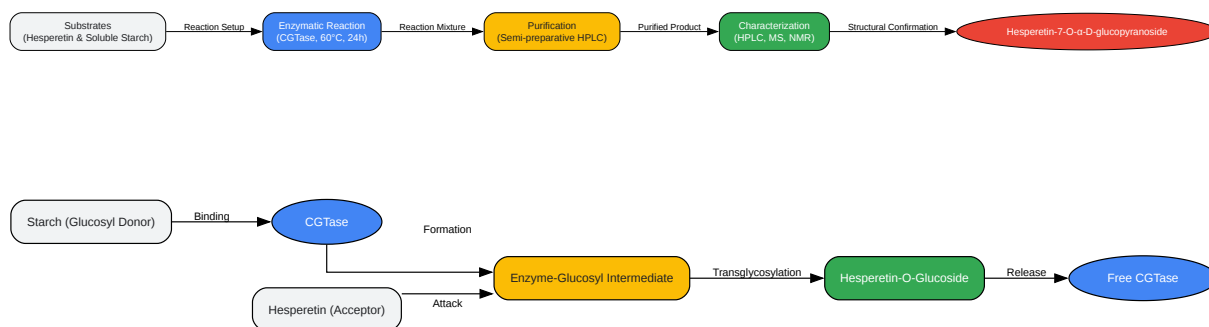 Substrates
(Hesperetin & Soluble Starch)
Reaction Setup
Enzymatic Reaction
(CGTase, 60°C, 24h)
Reaction Mixture
Purification
(Semi-preparative HPLC)
Purified Product
Characterization
(HPLC, MS, NMR)
Structural Confirmation
Hesperetin-7-O-α-D-glucopyranoside
Starch (Glucosyl Donor)
Binding
CGTase
Formation
Hesperetin (Acceptor)
Attack
Enzyme-Glucosyl Intermediate
Transglycosylation
Hesperetin-O-Glucoside
Release
Free CGTase